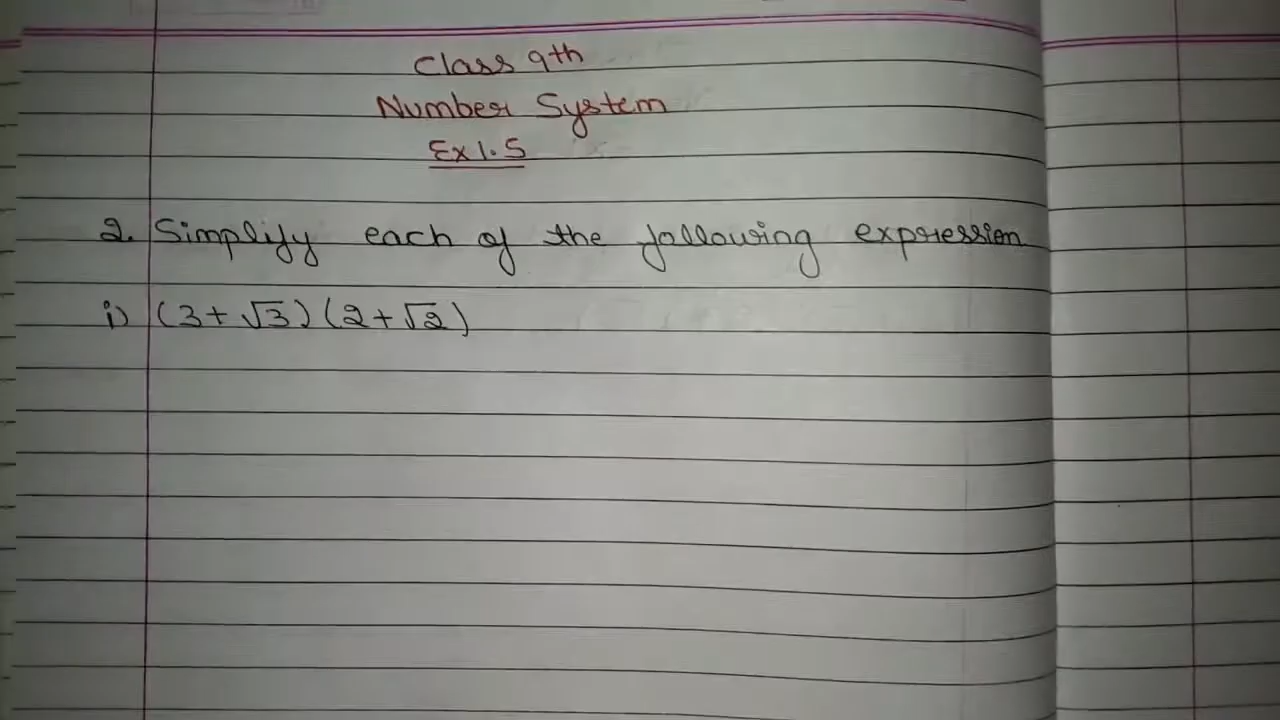 Class 9th
Number System
Ex 1.5
2. Simplify each of the following expression
i) (3+√3)(2+√2)